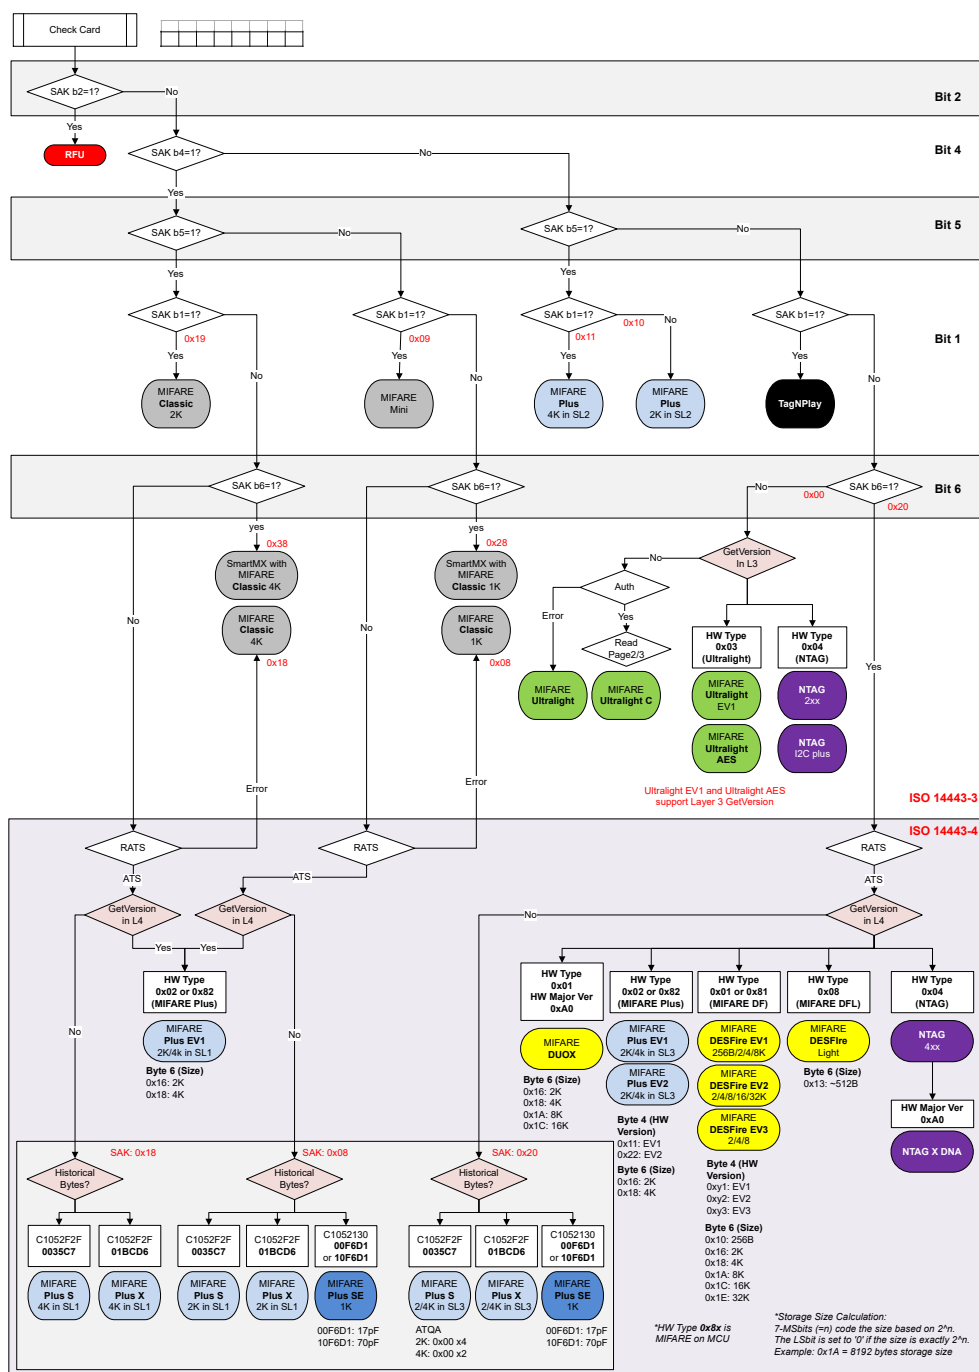 Check Card
SAK b2=1?
No
Bit 2
Yes
RFU
SAK b4=1?
No
Bit 4
Yes
SAK b5=1?
No
SAK b5=1?
No
Bit 5
Yes
Yes
SAK b1=1?
0x19
SAK b1=1?
0x09
SAK b1=1?
0x11
0x10
No
SAK b1=1?
Bit 1
Yes
No
Yes
No
Yes
Yes
No
MIFARE
Classic
2K
MIFARE
Mini
MIFARE
Plus
4K in SL2
MIFARE
Plus
2K in SL2
TagNPlay
SAK b6=1?
SAK b6=1?
No
0x00
SAK b6=1?
0x20
Bit 6
yes
0x38
yes
0x28
SmartMX with
MIFARE
Classic 4K
SmartMX with
MIFARE
Classic 1K
No
GetVersion
In L3
Auth
Error
Yes
No
MIFARE
Classic
4K
0x18
No
MIFARE
Classic
1K
0x08
Read
Page2/3
HW Type
0x03
(Ultralight)
HW Type
0x04
(NTAG)
Yes
MIFARE
Ultralight
MIFARE
Ultralight C
MIFARE
Ultralight
EV1
NTAG
2xx
MIFARE
Ultralight
AES
NTAG
I2C plus
Error
Error
Ultralight EV1 and Ultralight AES
support Layer 3 GetVersion
ISO 14443-3
ISO 14443-4
RATS
RATS
RATS
ATS
ATS
ATS
GetVersion
in L4
GetVersion
in L4
No
GetVersion
in L4
Yes
Yes
HW Type
0x02 or 0x82
(MIFARE Plus)
HW Type
0x01
HW Major Ver
0xA0
HW Type
0x02 or 0x82
(MIFARE Plus)
HW Type
0x01 or 0x81
(MIFARE DF)
HW Type
0x08
(MIFARE DFL)
HW Type
0x04
(NTAG)
No
No
MIFARE
Plus EV1
2K/4k in SL1
Byte 6 (Size)
0x16: 2K
0x18: 4K
MIFARE
DUOX
Byte 6 (Size)
0x16: 2K
0x18: 4K
0x1A: 8K
0x1C: 16K
MIFARE
Plus EV1
2K/4k in SL3
MIFARE
Plus EV2
2K/4k in SL3
Byte 4 (HW
Version)
0x11: EV1
0x22: EV2
Byte 6 (Size)
0x16: 2K
0x18: 4K
MIFARE
DESFire EV1
256B/2/4/8K
MIFARE
DESFire EV2
2/4/8/16/32K
MIFARE
DESFire EV3
2/4/8
Byte 4 (HW
Version)
0xy1: EV1
0xy2: EV2
0xy3: EV3
Byte 6 (Size)
0x10: 256B
0x16: 2K
0x18: 4K
0x1A: 8K
0x1C: 16K
0x1E: 32K
MIFARE
DESFIre
Light
Byte 6 (Size)
0x13: ~512B
NTAG
4xx
HW Major Ver
0xA0
NTAG X DNA
SAK: 0x18
SAK: 0x08
SAK: 0x20
Historical
Bytes?
Historical
Bytes?
Historical
Bytes?
C1052F2F
0035C7
C1052F2F
01BCD6
C1052F2F
0035C7
C1052F2F
01BCD6
C1052130
00F6D1
or 10F6D1
C1052F2F
0035C7
C1052F2F
01BCD6
C1052130
00F6D1
or 10F6D1
MIFARE
Plus S
4K in SL1
MIFARE
Plus X
4K in SL1
MIFARE
Plus S
2K in SL1
MIFARE
Plus X
2K in SL1
MIFARE
Plus SE
1K
MIFARE
Plus S
2/4K in SL3
MIFARE
Plus X
2/4K in SL3
MIFARE
Plus SE
1K
00F6D1: 17pF
10F6D1: 70pF
ATQA
2K: 0x00 x4
4K: 0x00 x2
00F6D1: 17pF
10F6D1: 70pF
*HW Type 0x8x is
MIFARE on MCU
*Storage Size Calculation:
7-MSbits (=n) code the size based on 2^n.
The LSbit is set to '0' if the size is exactly 2^n.
Example: 0x1A = 8192 bytes storage size